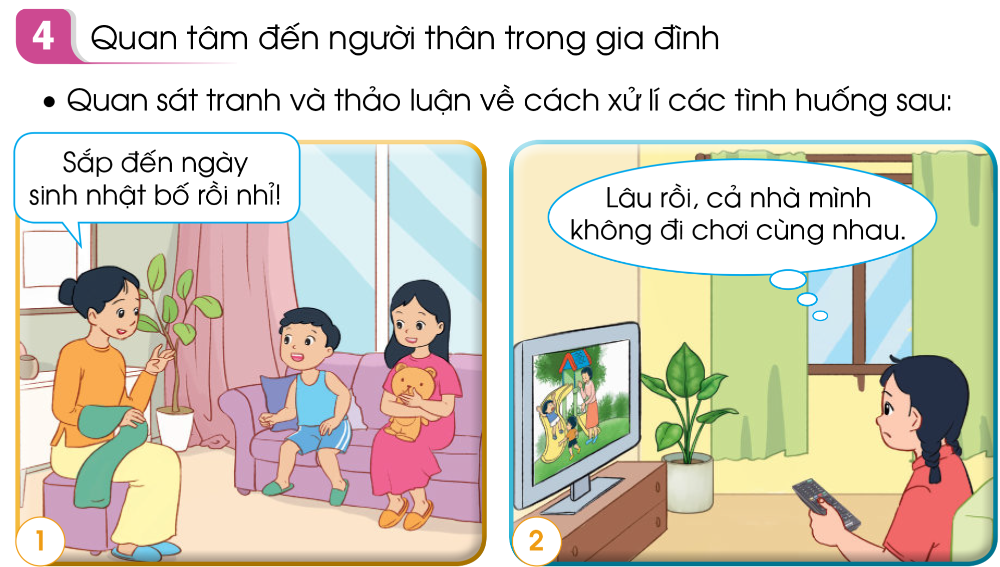 4 Quan tâm đến người thân trong gia đình
• Quan sát tranh và thảo luận về cách xử lí các tình huống sau:
Sắp đến ngày
sinh nhật bố rồi nhỉ!
Lâu rồi, cả nhà mình
không đi chơi cùng nhau.
1
2